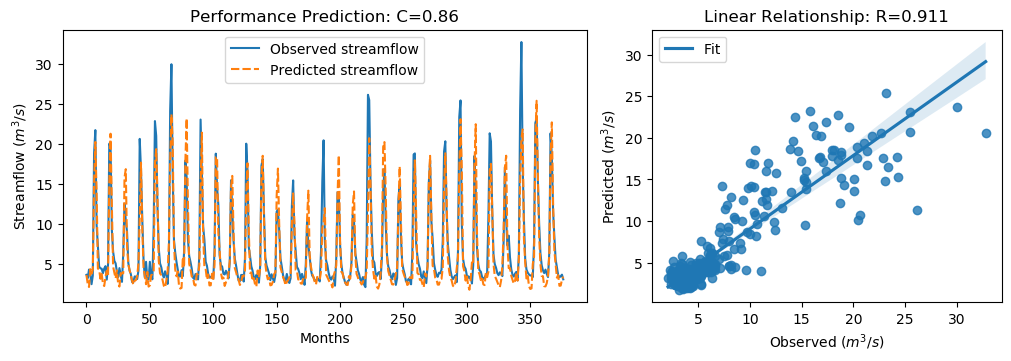 Performance Prediction: C=0.86
Observed streamflow
Predicted streamflow
Streamflow (m³/s)
30
25
20
15
10
5
0
50
100
150
200
250
300
350
Months
Linear Relationship: R=0.911
Fit
Predicted (m³/s)
30
25
20
15
10
5
5
10
15
20
25
30
Observed (m³/s)